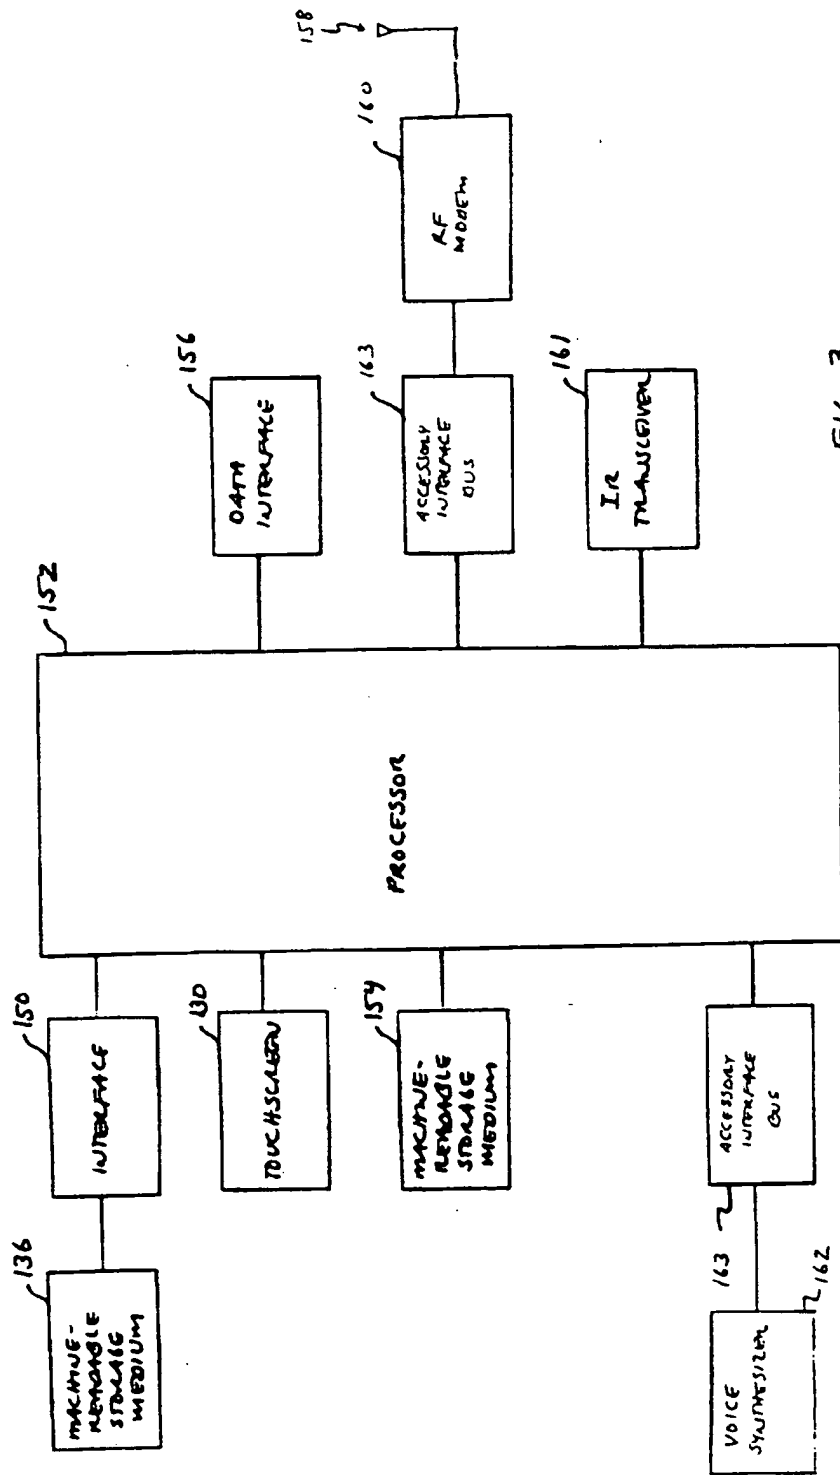 VOICE
SYNTHESIZER
162
MACHINE-
READABLE
STORAGE
MEDIUM
136
163
ACCESSORY
INTERFACE
BUS
MACHINE-
READABLE
STORAGE
MEDIUM
154
TOUCHSCREEN
130
INTERFACE
150
PROCESSOR
152
IR
TRANSCEIVER
161
ACCESSORY
INTERFACE
BUS
163
DATA
INTERFACE
156
RF
MODEM
160
158
FIG.